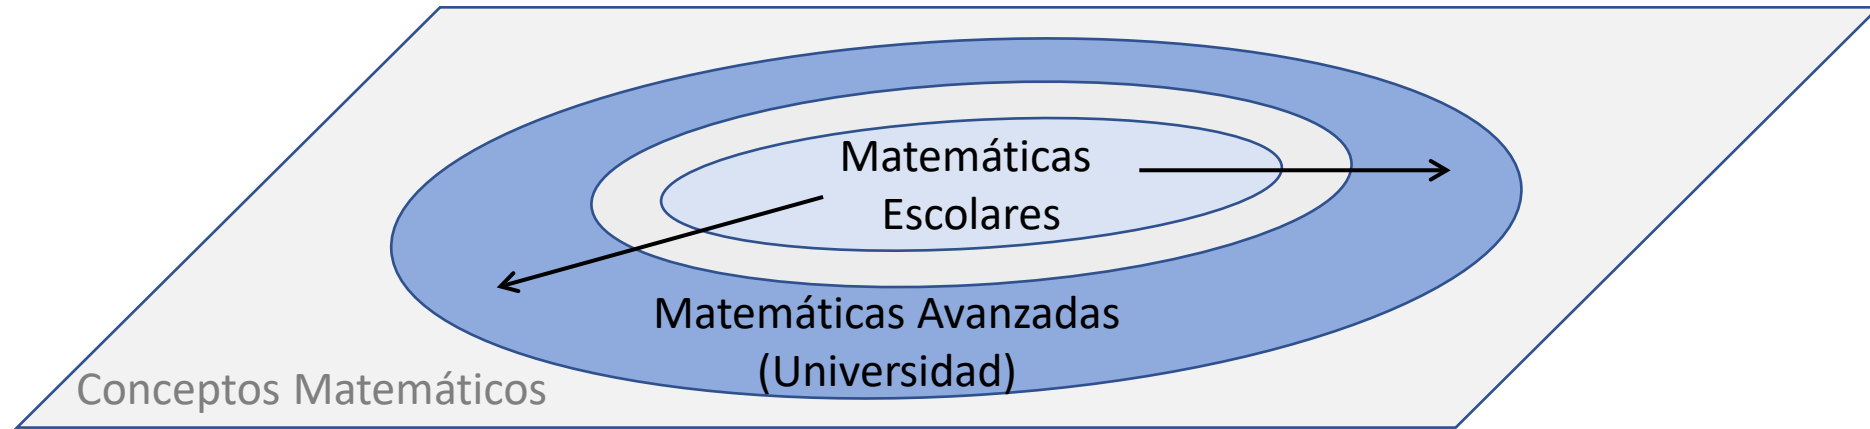 Matemáticas
Escolares
Matemáticas Avanzadas
(Universidad)
Conceptos Matemáticos